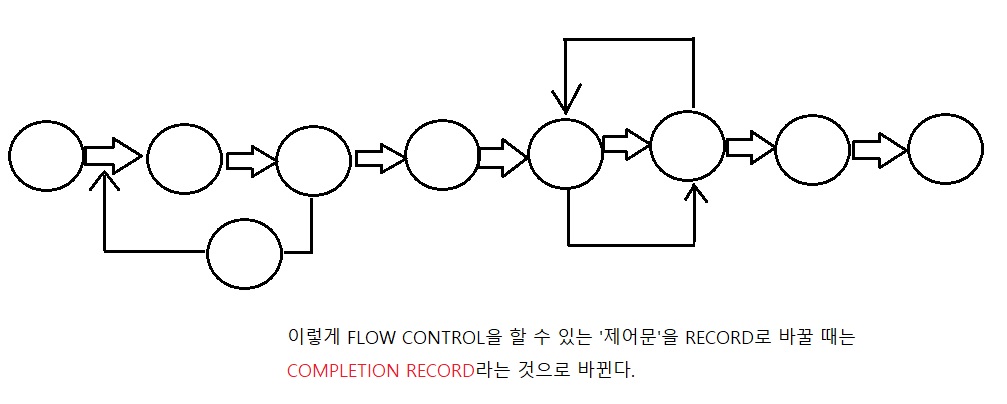 이렇게 FLOW CONTROL을 할 수 있는 '제어문'을 RECORD로 바꿀 때는
COMPLETION RECORD라는 것으로 바뀐다.